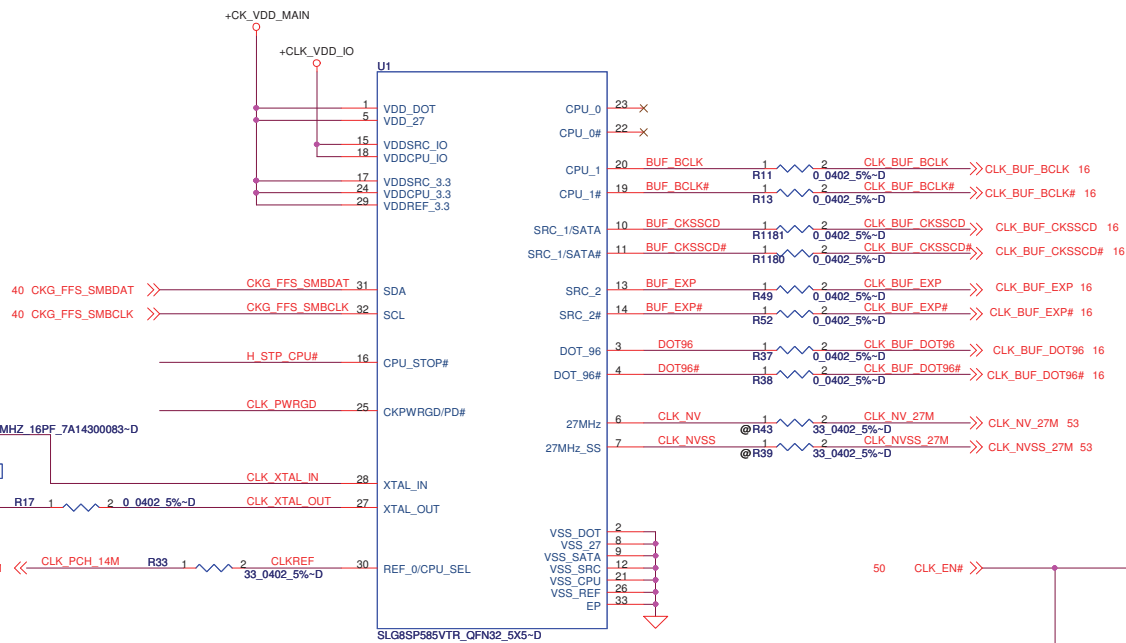 +CK_VDD_MAIN
+CLK_VDD_IO
U1
1 VDD_DOT
5 VDD_27
15 VDDSRC_IO
18 VDDCPU_IO
17 VDDSRC_3.3
24 VDDCPU_3.3
29 VDDREF_3.3
CPU_0 23
CPU_0# 22
CPU_1 20 BUF_BCLK 1 R11 2 0_0402_5%~D CLK_BUF_BCLK CLK_BUF_BCLK 16
CPU_1# 19 BUF_BCLK# 1 R13 2 0_0402_5%~D CLK_BUF_BCLK# CLK_BUF_BCLK# 16
SRC_1/SATA 10 BUF_CKSSCD 1 R1181 2 0_0402_5%~D CLK_BUF_CKSSCD CLK_BUF_CKSSCD 16
SRC_1/SATA# 11 BUF_CKSSCD# 1 R1180 2 0_0402_5%~D CLK_BUF_CKSSCD# CLK_BUF_CKSSCD# 16
40 CKG_FFS_SMBDAT CKG_FFS_SMBDAT 31 SDA
SRC_2 13 BUF_EXP 1 R49 2 0_0402_5%~D CLK_BUF_EXP CLK_BUF_EXP 16
40 CKG_FFS_SMBCLK CKG_FFS_SMBCLK 32 SCL
SRC_2# 14 BUF_EXP# 1 R52 2 0_0402_5%~D CLK_BUF_EXP# CLK_BUF_EXP# 16
H_STP_CPU# 16 CPU_STOP#
DOT_96 3 DOT96 1 R37 2 0_0402_5%~D CLK_BUF_DOT96 CLK_BUF_DOT96 16
DOT_96# 4 DOT96# 1 R38 2 0_0402_5%~D CLK_BUF_DOT96# CLK_BUF_DOT96# 16
CLK_PWRGD 25 CKPWRGD/PD#
27MHz 6 CLK_NV 1 @R43 2 33_0402_5%~D CLK_NV_27M CLK_NV_27M 53
MHZ_16PF_7A14300083~D
27MHz_SS 7 CLK_NVSS 1 @R39 2 33_0402_5%~D CLK_NVSS_27M CLK_NVSS_27M 53
CLK_XTAL_IN 28 XTAL_IN
R17 1 2 0_0402_5%~D CLK_XTAL_OUT 27 XTAL_OUT
VSS_DOT 2
VSS_27 8
VSS_SATA 9
VSS_SRC 12
VSS_CPU 21
VSS_REF 26
EP 33
CLK_PCH_14M R33 1 2 33_0402_5%~D CLKREF 30 REF_0/CPU_SEL
50 CLK_EN#
SLG8SP585VTR_QFN32_5X5~D